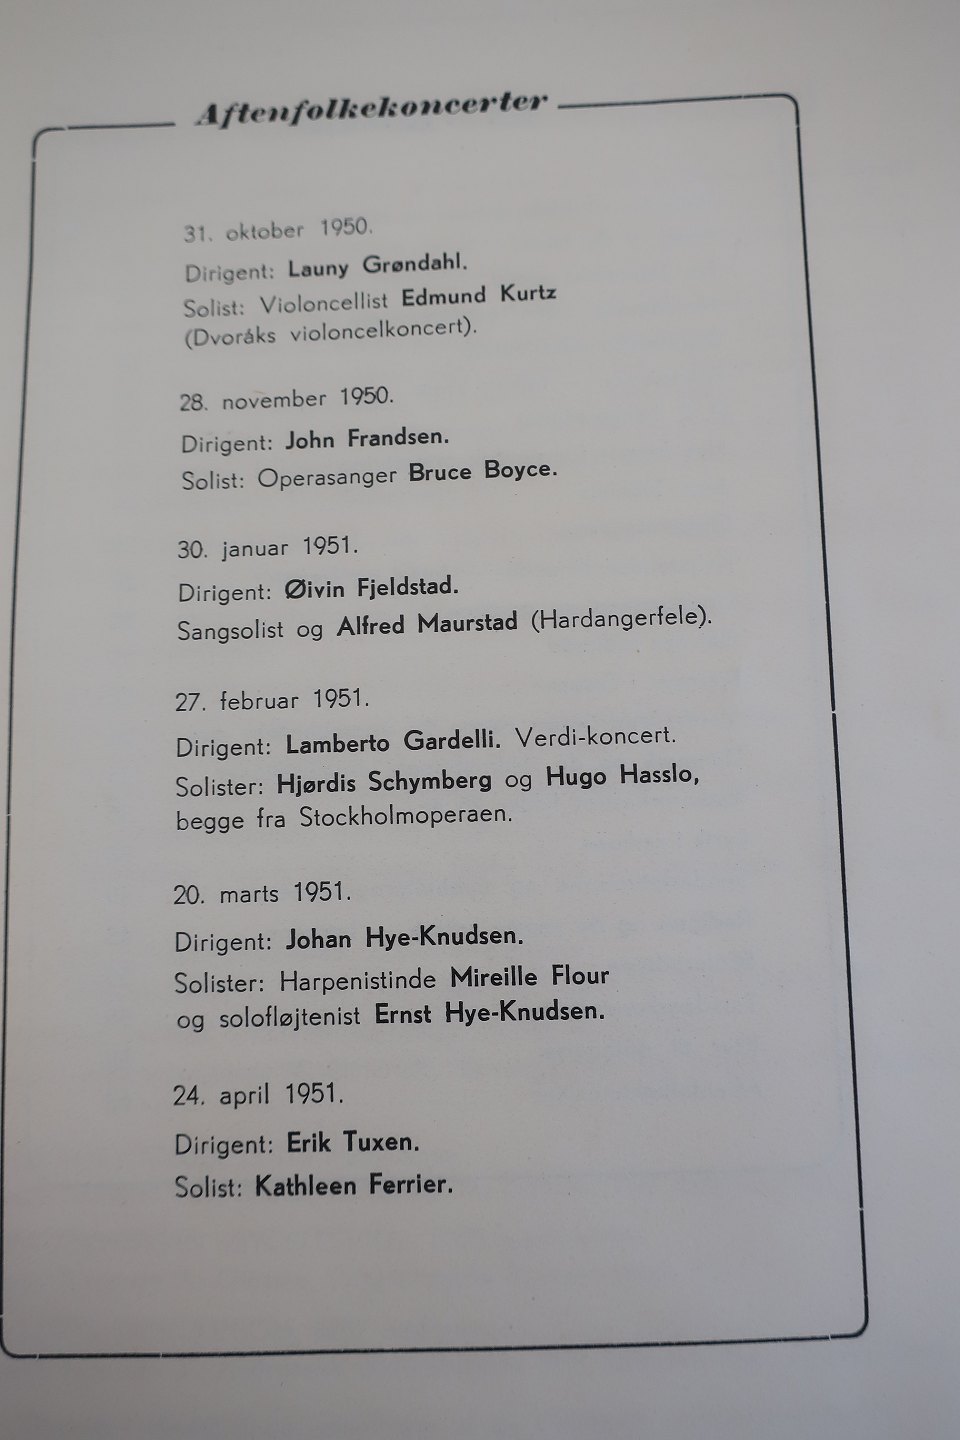 Aftenfolkekoncerter
31. oktober 1950.
Dirigent: Launy Grøndahl.
Solist: Violoncellist Edmund Kurtz
(Dvoráks violoncelkoncert).
28. november 1950.
Dirigent: John Frandsen.
Solist: Operasanger Bruce Boyce.
30. januar 1951.
Dirigent: Øivin Fjeldstad.
Sangsolist og Alfred Maurstad (Hardangerfele).
27. februar 1951.
Dirigent: Lamberto Gardelli. Verdi-koncert.
Solister: Hjørdis Schymberg og Hugo Hasslo,
begge fra Stockholmoperaen.
20. marts 1951.
Dirigent: Johan Hye-Knudsen.
Solister: Harpenistinde Mireille Flour
og solofløjtenist Ernst Hye-Knudsen.
24. april 1951.
Dirigent: Erik Tuxen.
Solist: Kathleen Ferrier.